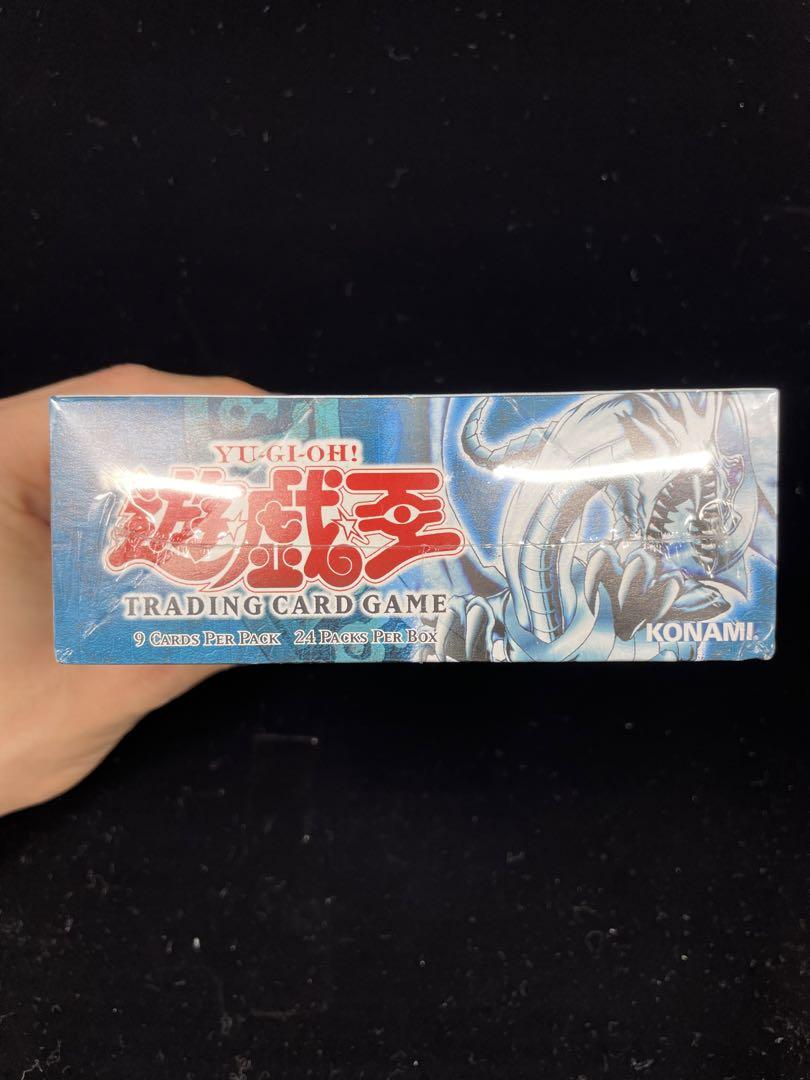 YU-GI-OH!
遊☆戯☆王
TRADING CARD GAME
9 CARDS PER PACK 24 PACKS PER BOX
KONAMI